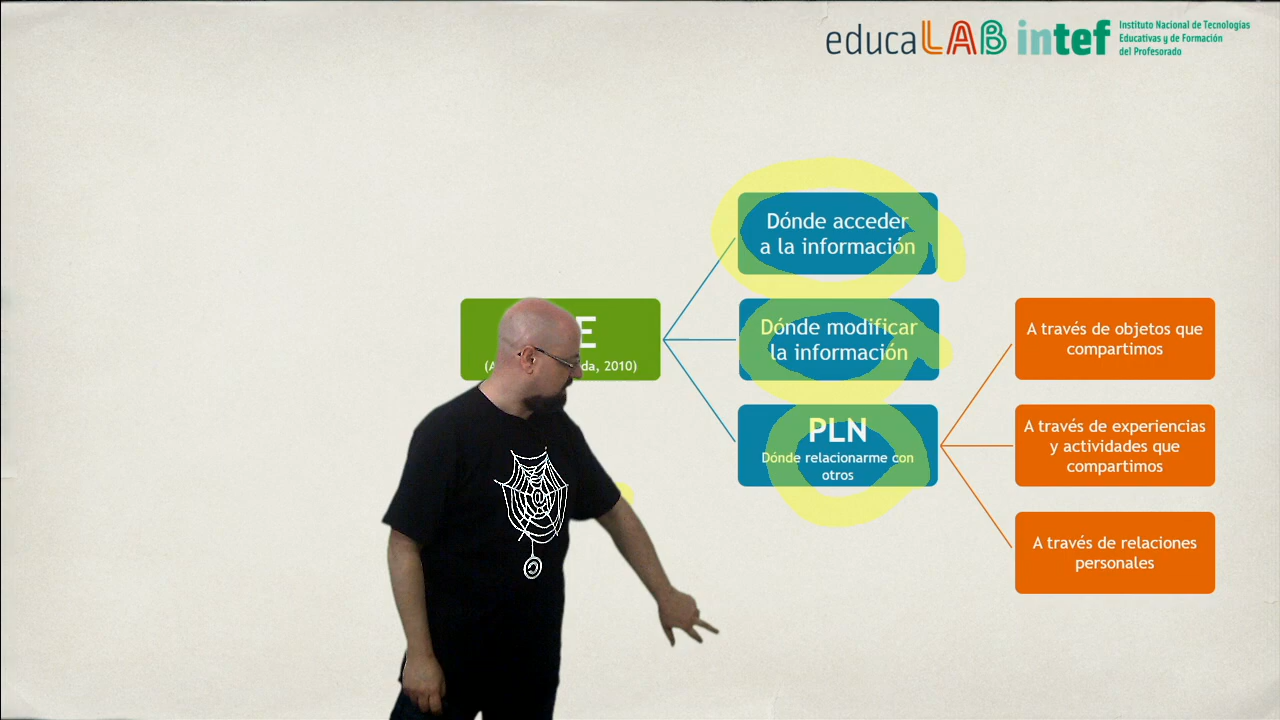 educaLAB intef
Instituto Nacional de Tecnologías
Educativas y de Formación
del Profesorado
Dónde acceder
a la información
Dónde modificar
la información
PLN
Dónde relacionarme con
otros
E
2010)
A través de objetos que
compartimos
A través de experiencias
y actividades que
compartimos
A través de relaciones
personales